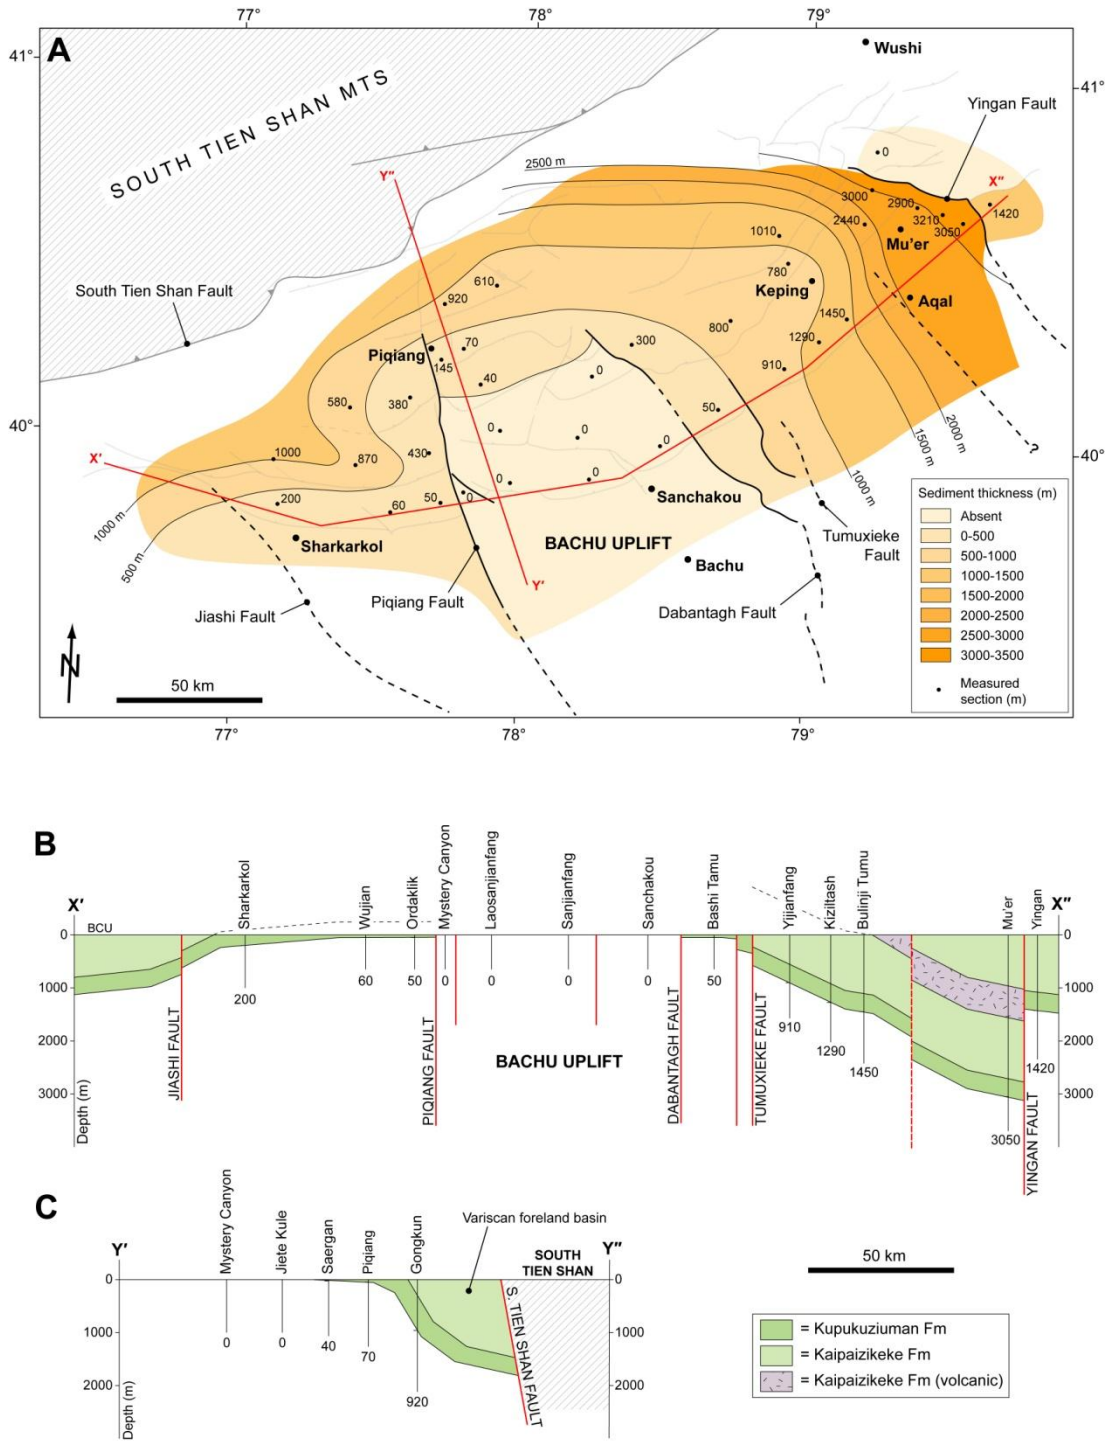 77°
78°
79°
A
41°
41°
Wushi
SOUTH TIEN SHAN MTS
Yingan Fault
0
Y"
2500 m
X"
3000
2900
3210
1420
2440
3050
1010
Mu'er
610
780
South Tien Shan Fault
Keping
920
Aqal
1450
800
70
300
1290
Piqiang
145
40
0
910
580
380
50
40°
0
0
2000 m
1500 m
X'
1000
870
430
0
?
40°
1000 m
200
60
50
0
0
0
Sanchakou
Sediment thickness (m)
Absent
0-500
500-1000
1000-1500
1500-2000
2000-2500
2500-3000
3000-3500
Measured
section (m)
1000 m
500 m
Sharkarkol
BACHU UPLIFT
Bachu
Tumuxieke
Fault
Y'
Jiashi Fault
Piqiang Fault
Dabantagh Fault
N
50 km
77°
78°
79°
B
X'
BCU
Sharkarkol
Wujian
Ordaklik
Mystery Canyon
Laosanjianfang
Sanjianfang
Sanchakou
Bashi Tamu
Yijianfang
Kiziltash
Bulinji Tumu
Mu'er
Yingan
X"
0
1000
2000
3000
Depth (m)
0
1000
2000
3000
200
60
50
0
0
0
0
50
910
1290
1450
3050
1420
JIASHI FAULT
PIQIANG FAULT
BACHU UPLIFT
DABANTAGH FAULT
TUMUXIEKE FAULT
YINGAN FAULT
C
Y'
Mystery Canyon
Jiete Kule
Saergan
Piqiang
Gongkun
Variscan foreland basin
SOUTH
TIEN SHAN
Y"
0
1000
2000
Depth (m)
0
1000
2000
0
0
40
70
920
S. TIEN SHAN FAULT
50 km
= Kupukuziuman Fm
= Kaipaizikeke Fm
= Kaipaizikeke Fm (volcanic)